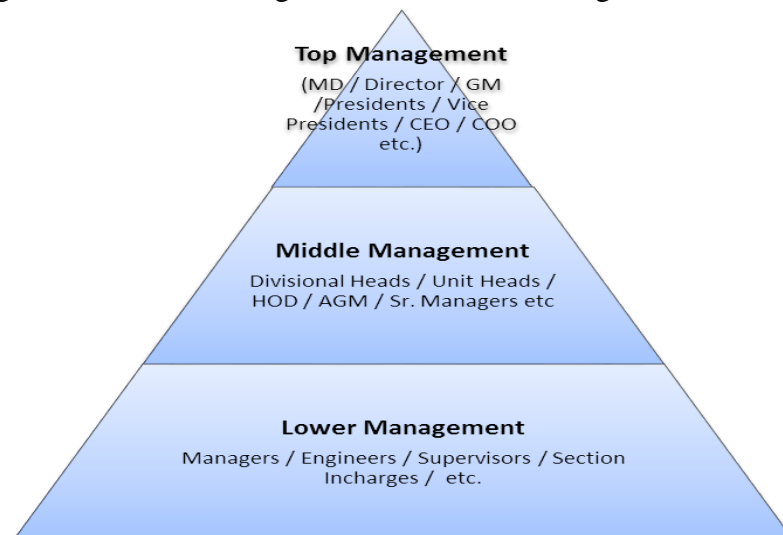 Top Management
(MD / Director / GM
/Presidents / Vice
Presidents / CEO / COO
etc.)
Middle Management
Divisional Heads / Unit Heads /
HOD / AGM / Sr. Managers etc
Lower Management
Managers / Engineers / Supervisors / Section
Incharges /  etc.